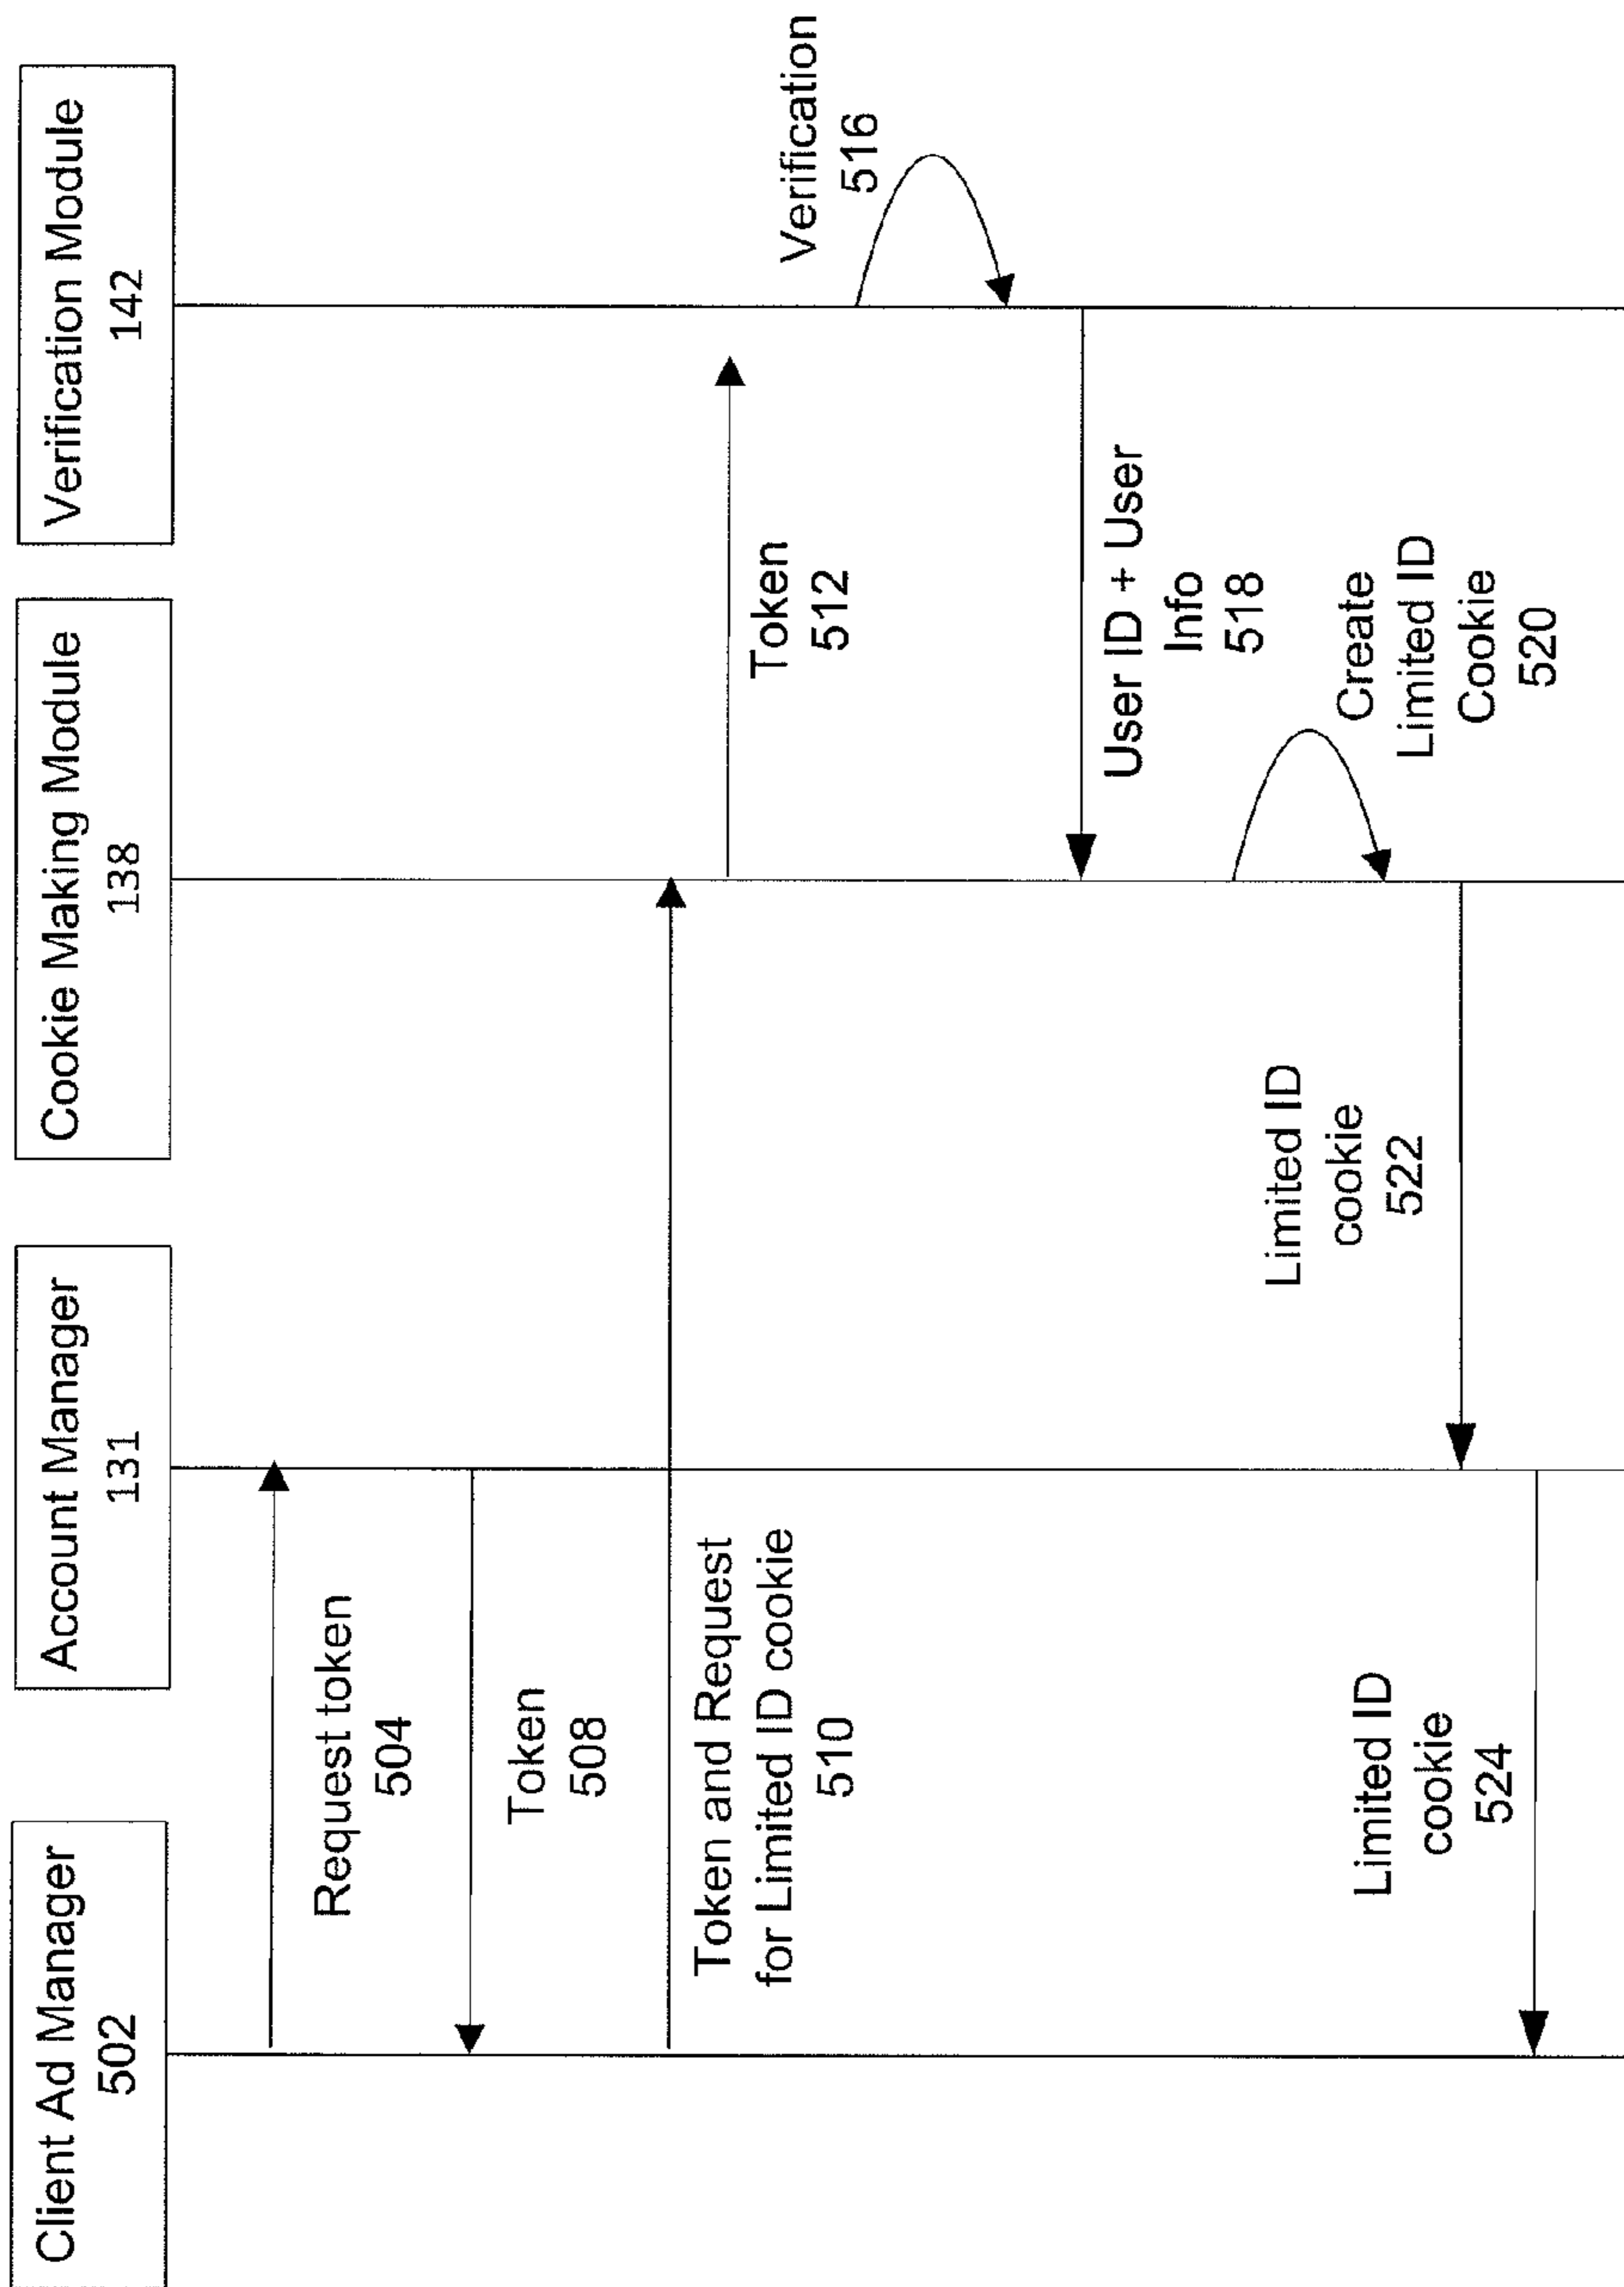 Client Ad Manager
502
Account Manager
131
Cookie Making Module
138
Verification Module
142
Request token
504
Token
508
Token and Request
for Limited ID cookie
510
Token
512
Verification
516
User ID + User
Info
518
Create
Limited ID
Cookie
520
Limited ID
cookie
522
Limited ID
cookie
524